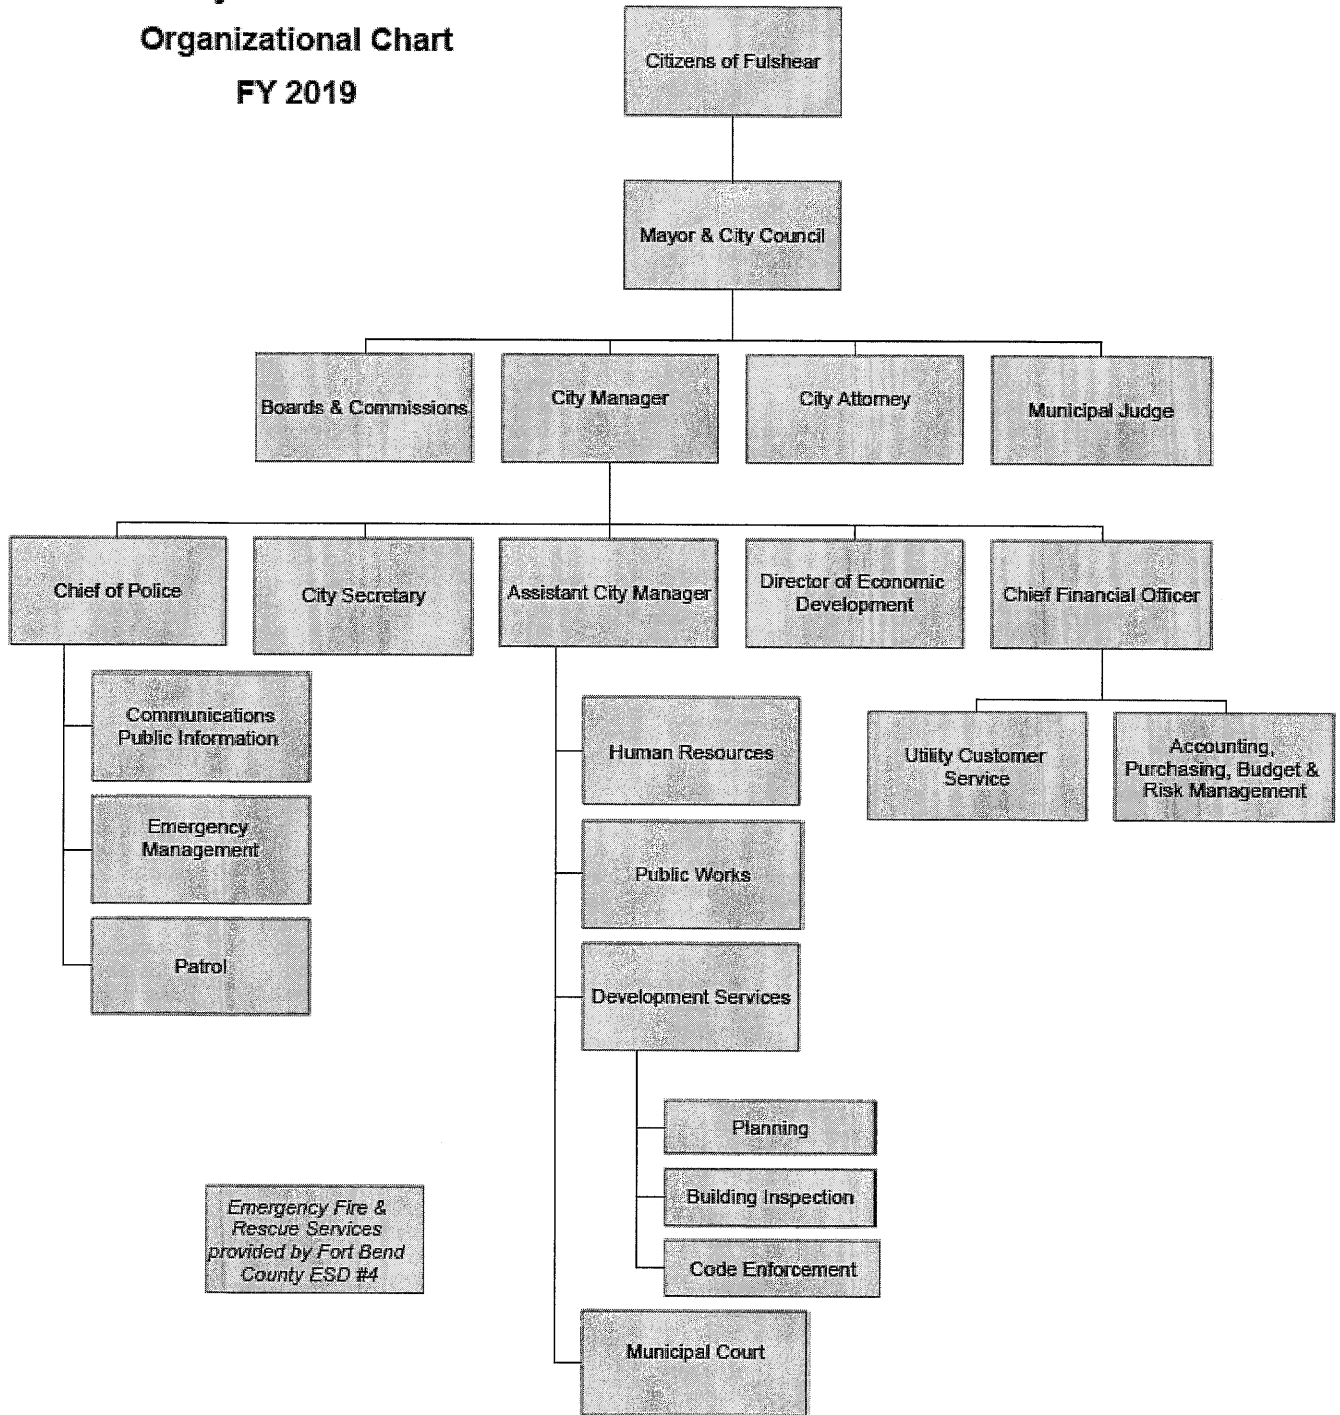 Organizational Chart
FY 2019
Citizens of Fulshear
Mayor & City Council
Boards & Commissions
City Manager
City Attorney
Municipal Judge
Chief of Police
City Secretary
Assistant City Manager
Director of Economic
Development
Chief Financial Officer
Communications
Public Information
Emergency
Management
Patrol
Human Resources
Public Works
Development Services
Planning
Building Inspection
Code Enforcement
Municipal Court
Utility Customer
Service
Accounting,
Purchasing, Budget &
Risk Management
Emergency Fire &
Rescue Services
provided by Fort Bend
County ESD #4